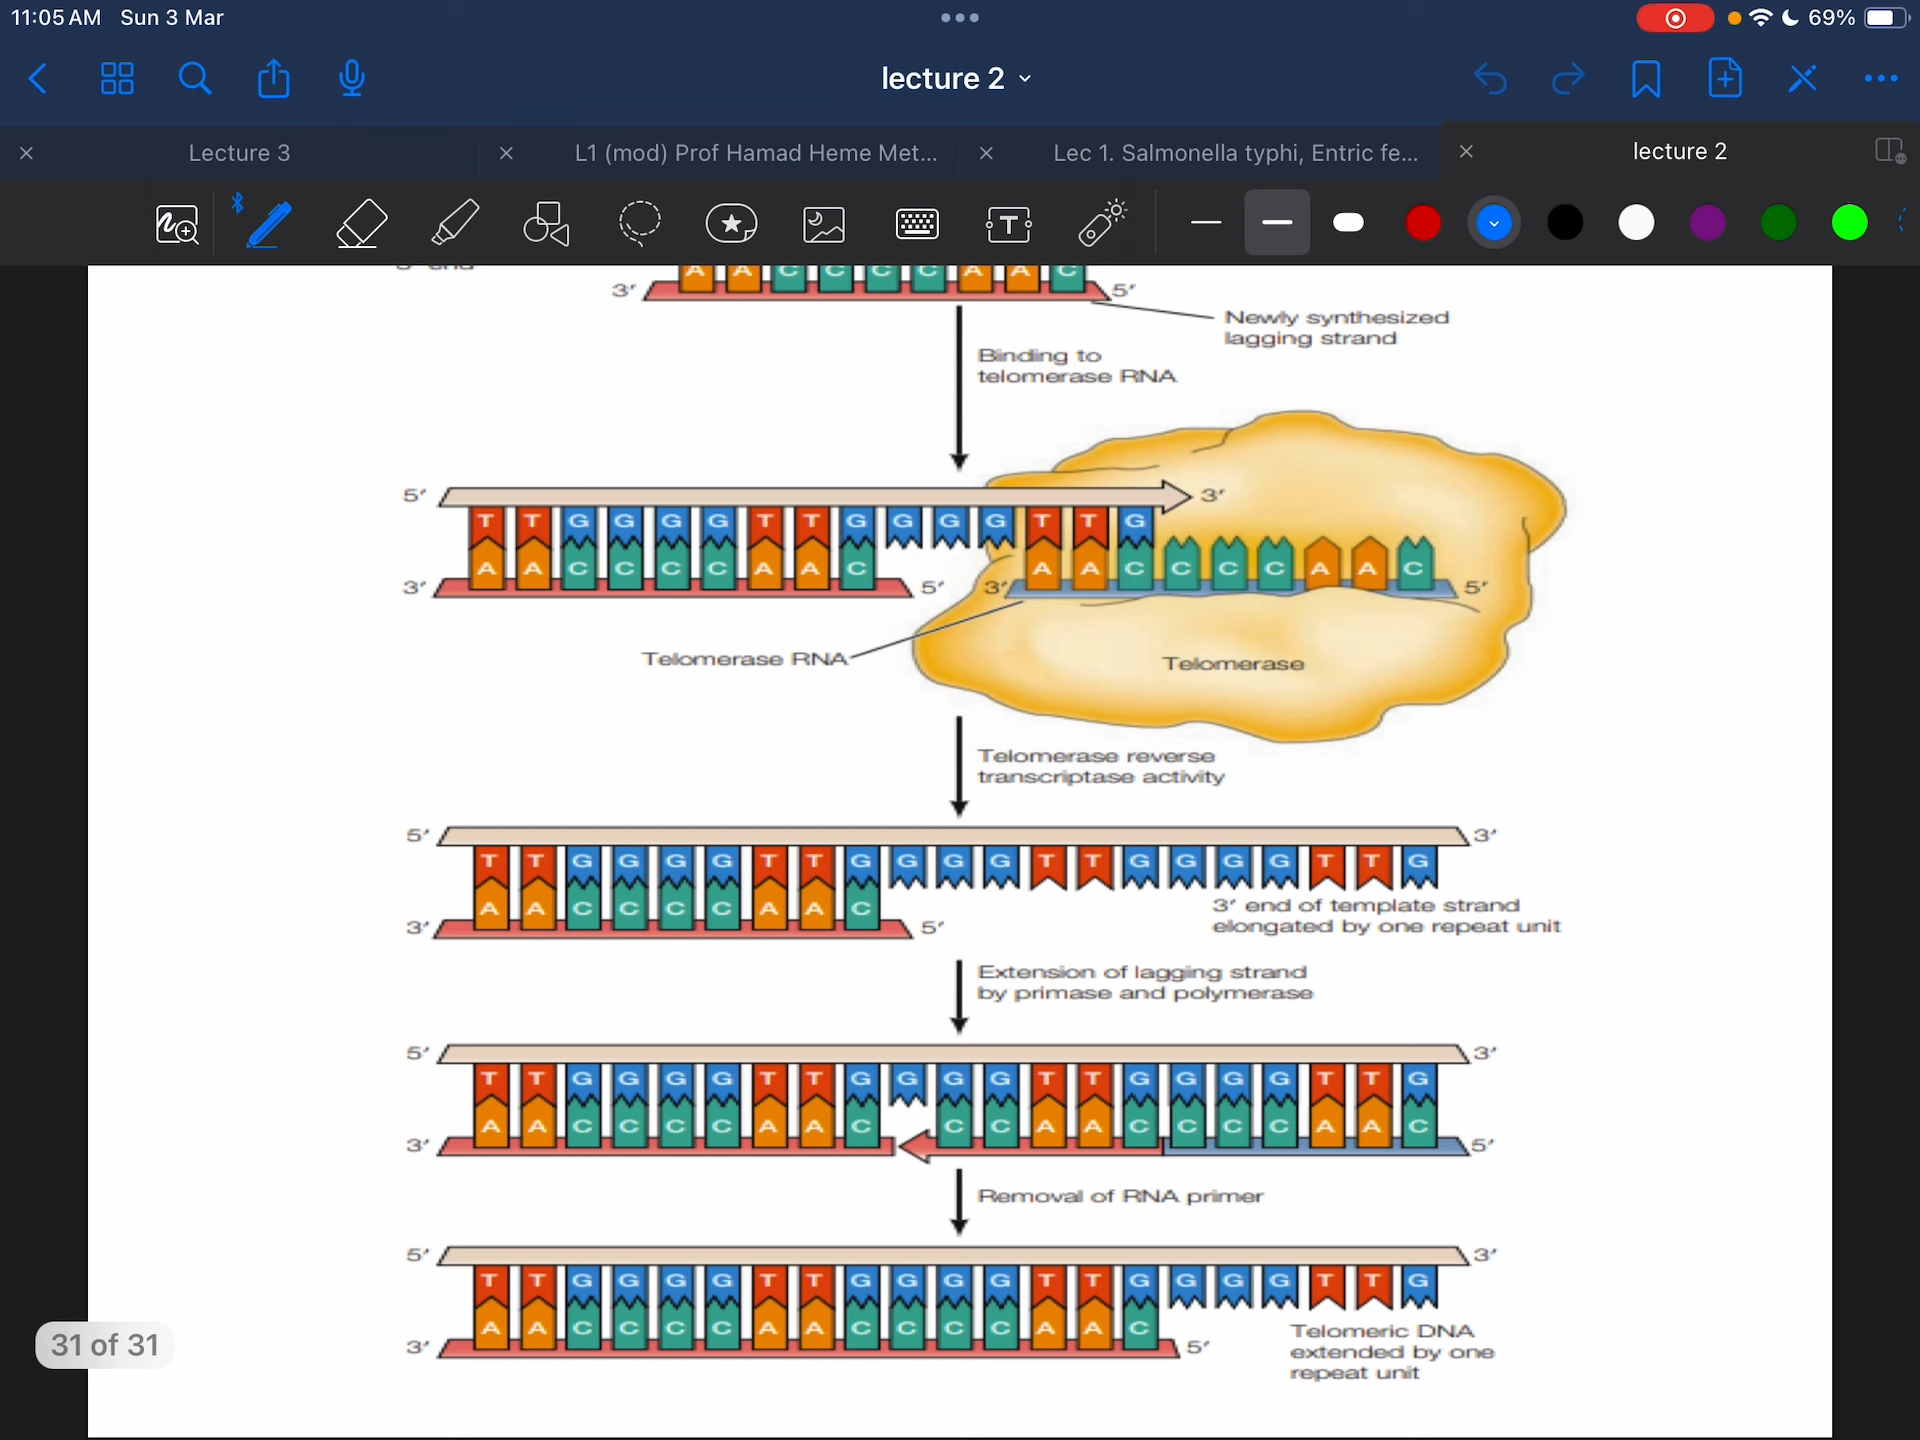 11:05 AM Sun 3 Mar
69%
lecture 2
Lecture 3
L1 (mod) Prof Hamad Heme Met...
Lec 1. Salmonella typhi, Entric fe...
lecture 2
T
A A C C C C A A C
3′ 5′
Newly synthesized
lagging strand
Binding to
telomerase RNA
5′ 3′
T T G G G G T T G G G G T T G
A A C C C C A A C A A C C C C A A C
3′ 5′ 3′ 5′
Telomerase RNA
Telomerase
Telomerase reverse
transcriptase activity
5′ 3′
T T G G G G T T G G G G T T G G G G T T G
A A C C C C A A C
3′ 5′
3′ end of template strand
elongated by one repeat unit
Extension of lagging strand
by primase and polymerase
5′ 3′
T T G G G G T T G G G G T T G G G G T T G
A A C C C C A A C C C A A C C C C A A C
3′ 5′
Removal of RNA primer
5′ 3′
T T G G G G T T G G G G T T G G G G T T G
A A C C C C A A C C C C A A C
3′ 5′
Telomeric DNA
extended by one
repeat unit
31 of 31